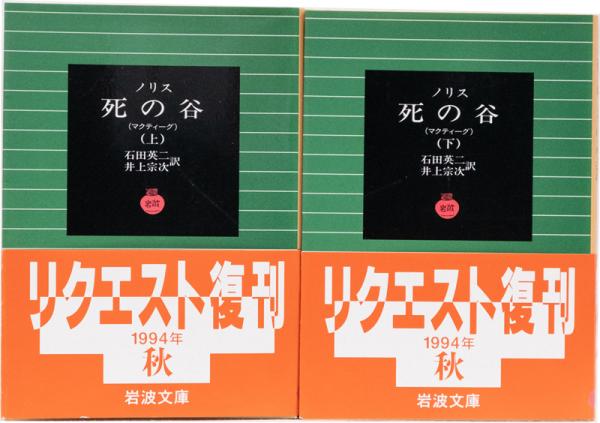 ノリス
死の谷
(マクティーグ)
(上)
石田英二
井上宗次
訳
岩波
リクエスト復刊
1994年
秋
岩波文庫
ノリス
死の谷
(マクティーグ)
(下)
石田英二
井上宗次
訳
岩波
リクエスト復刊
1994年
秋
岩波文庫